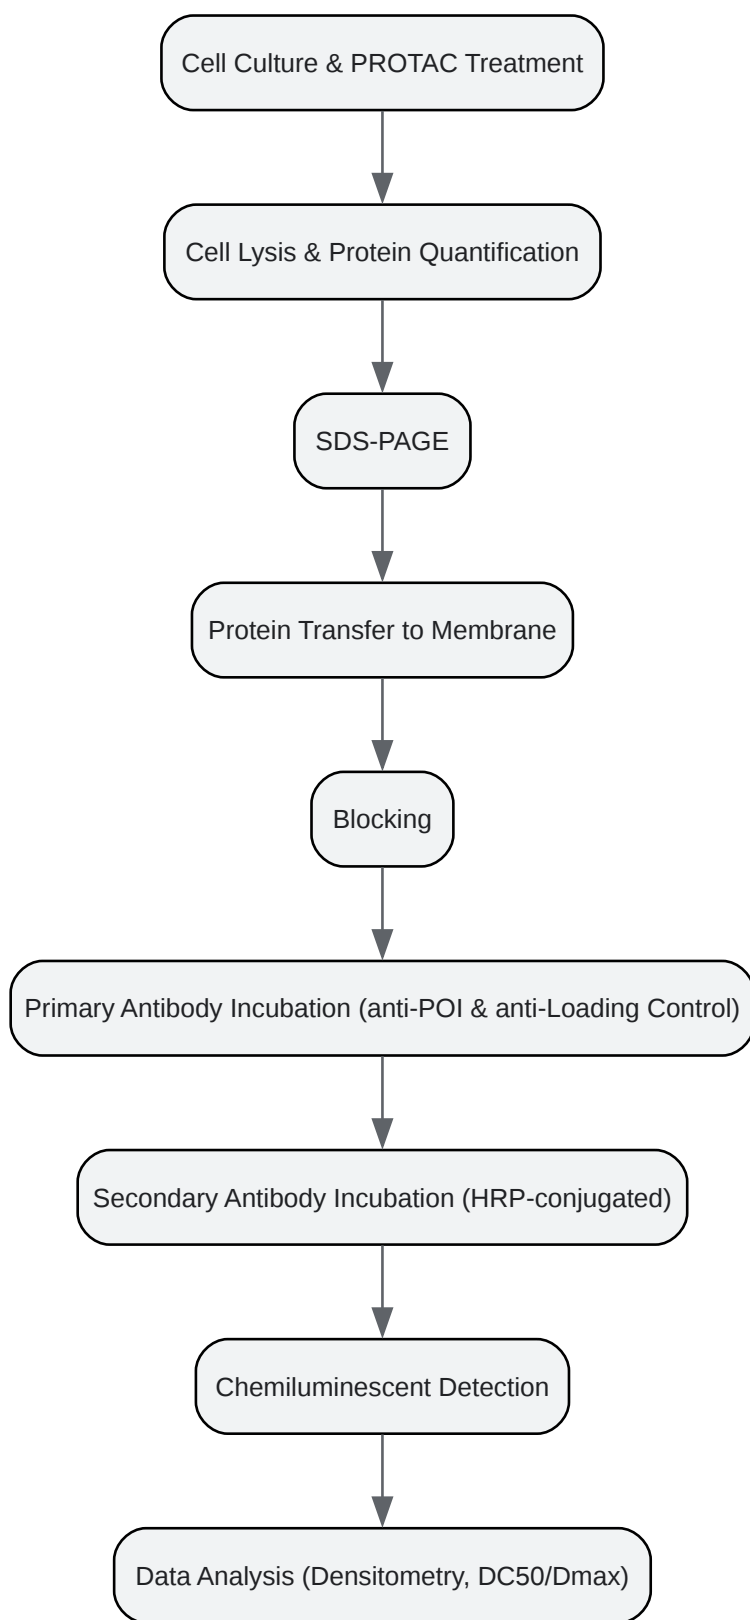 Cell Culture & PROTAC Treatment
Cell Lysis & Protein Quantification
SDS-PAGE
Protein Transfer to Membrane
Blocking
Primary Antibody Incubation (anti-POI & anti-Loading Control)
Secondary Antibody Incubation (HRP-conjugated)
Chemiluminescent Detection
Data Analysis (Densitometry, DC50/Dmax)